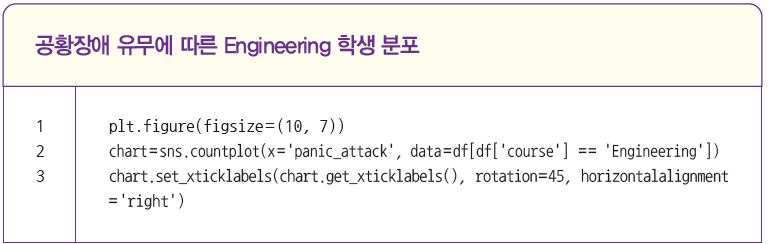 공황장애 유무에 따른 Engineering 학생 분포
1 plt.figure(figsize=(10, 7))
2 chart=sns.countplot(x='panic_attack', data=df[df['course'] == 'Engineering'])
3 chart.set_xticklabels(chart.get_xticklabels(), rotation=45, horizontalalignment
='right')